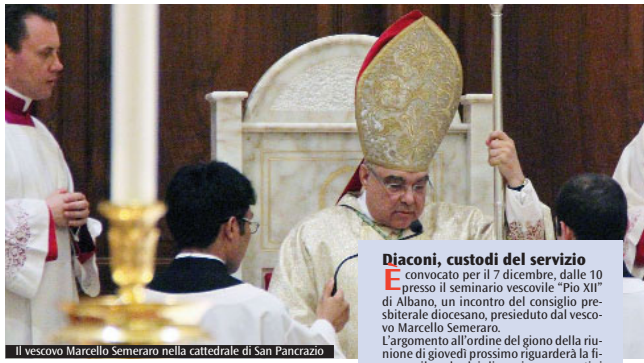 Il vescovo Marcello Semeraro nella cattedrale di San Pancrazio
Diaconi, custodi del servizio
È convocato per il 7 dicembre, dalle 10
presso il seminario vescovile “Pio XII”
di Albano, un incontro del consiglio pre-
sbiterale diocesano, presieduto dal vesco-
vo Marcello Semeraro.
L’argomento all’ordine del giono della riu-
nione di giovedì prossimo riguarderà la fi-